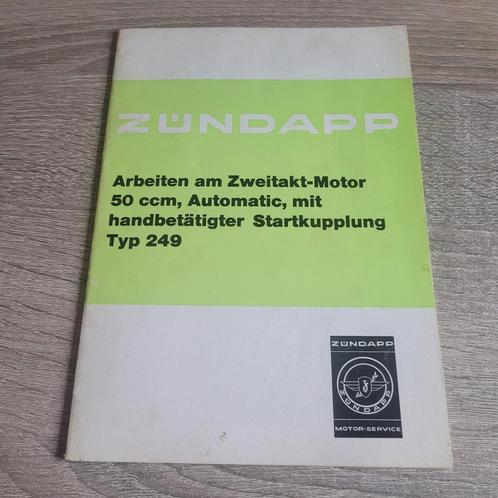 ZÜNDAPP
Arbeiten am Zweitakt-Motor
50 ccm, Automatic, mit
handbetätigter Startkupplung
Typ 249
ZÜNDAPP
ZÜNDAPP
MOTOR-SERVICE